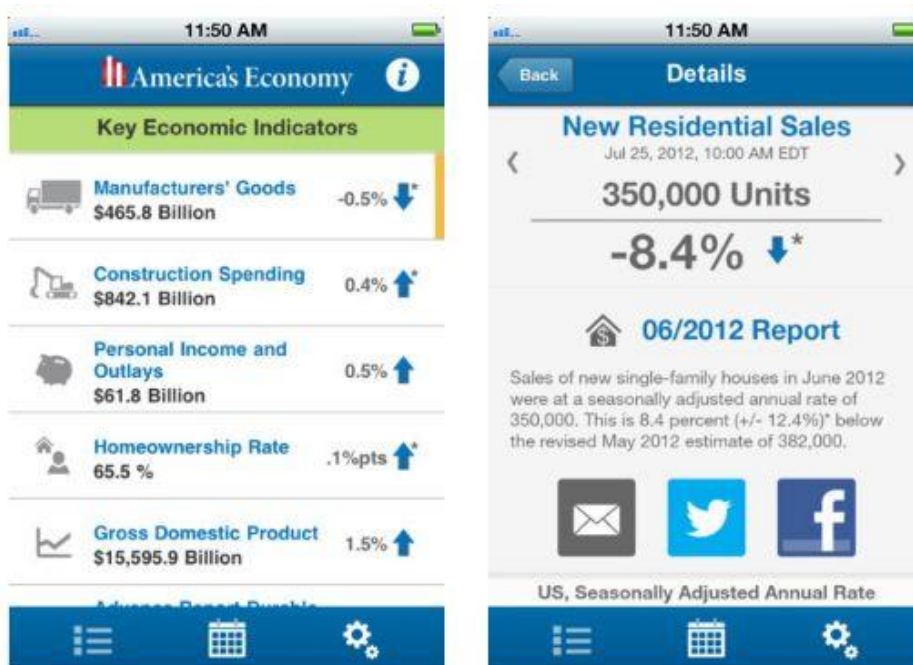 11:50 AM
America's Economy
Key Economic Indicators
Manufacturers' Goods
$465.8 Billion
-0.5% *
Construction Spending
$842.1 Billion
0.4% *
Personal Income and
Outlays
$61.8 Billion
0.5%
Homeownership Rate
65.5 %
.1%pts *
Gross Domestic Product
$15,595.9 Billion
1.5%
11:50 AM
Back
Details
New Residential Sales
Jul 25, 2012, 10:00 AM EDT
350,000 Units
-8.4% *
06/2012 Report
Sales of new single-family houses in June 2012
were at a seasonally adjusted annual rate of
350,000. This is 8.4 percent (+/- 12.4%)* below
the revised May 2012 estimate of 382,000.
US, Seasonally Adjusted Annual Rate